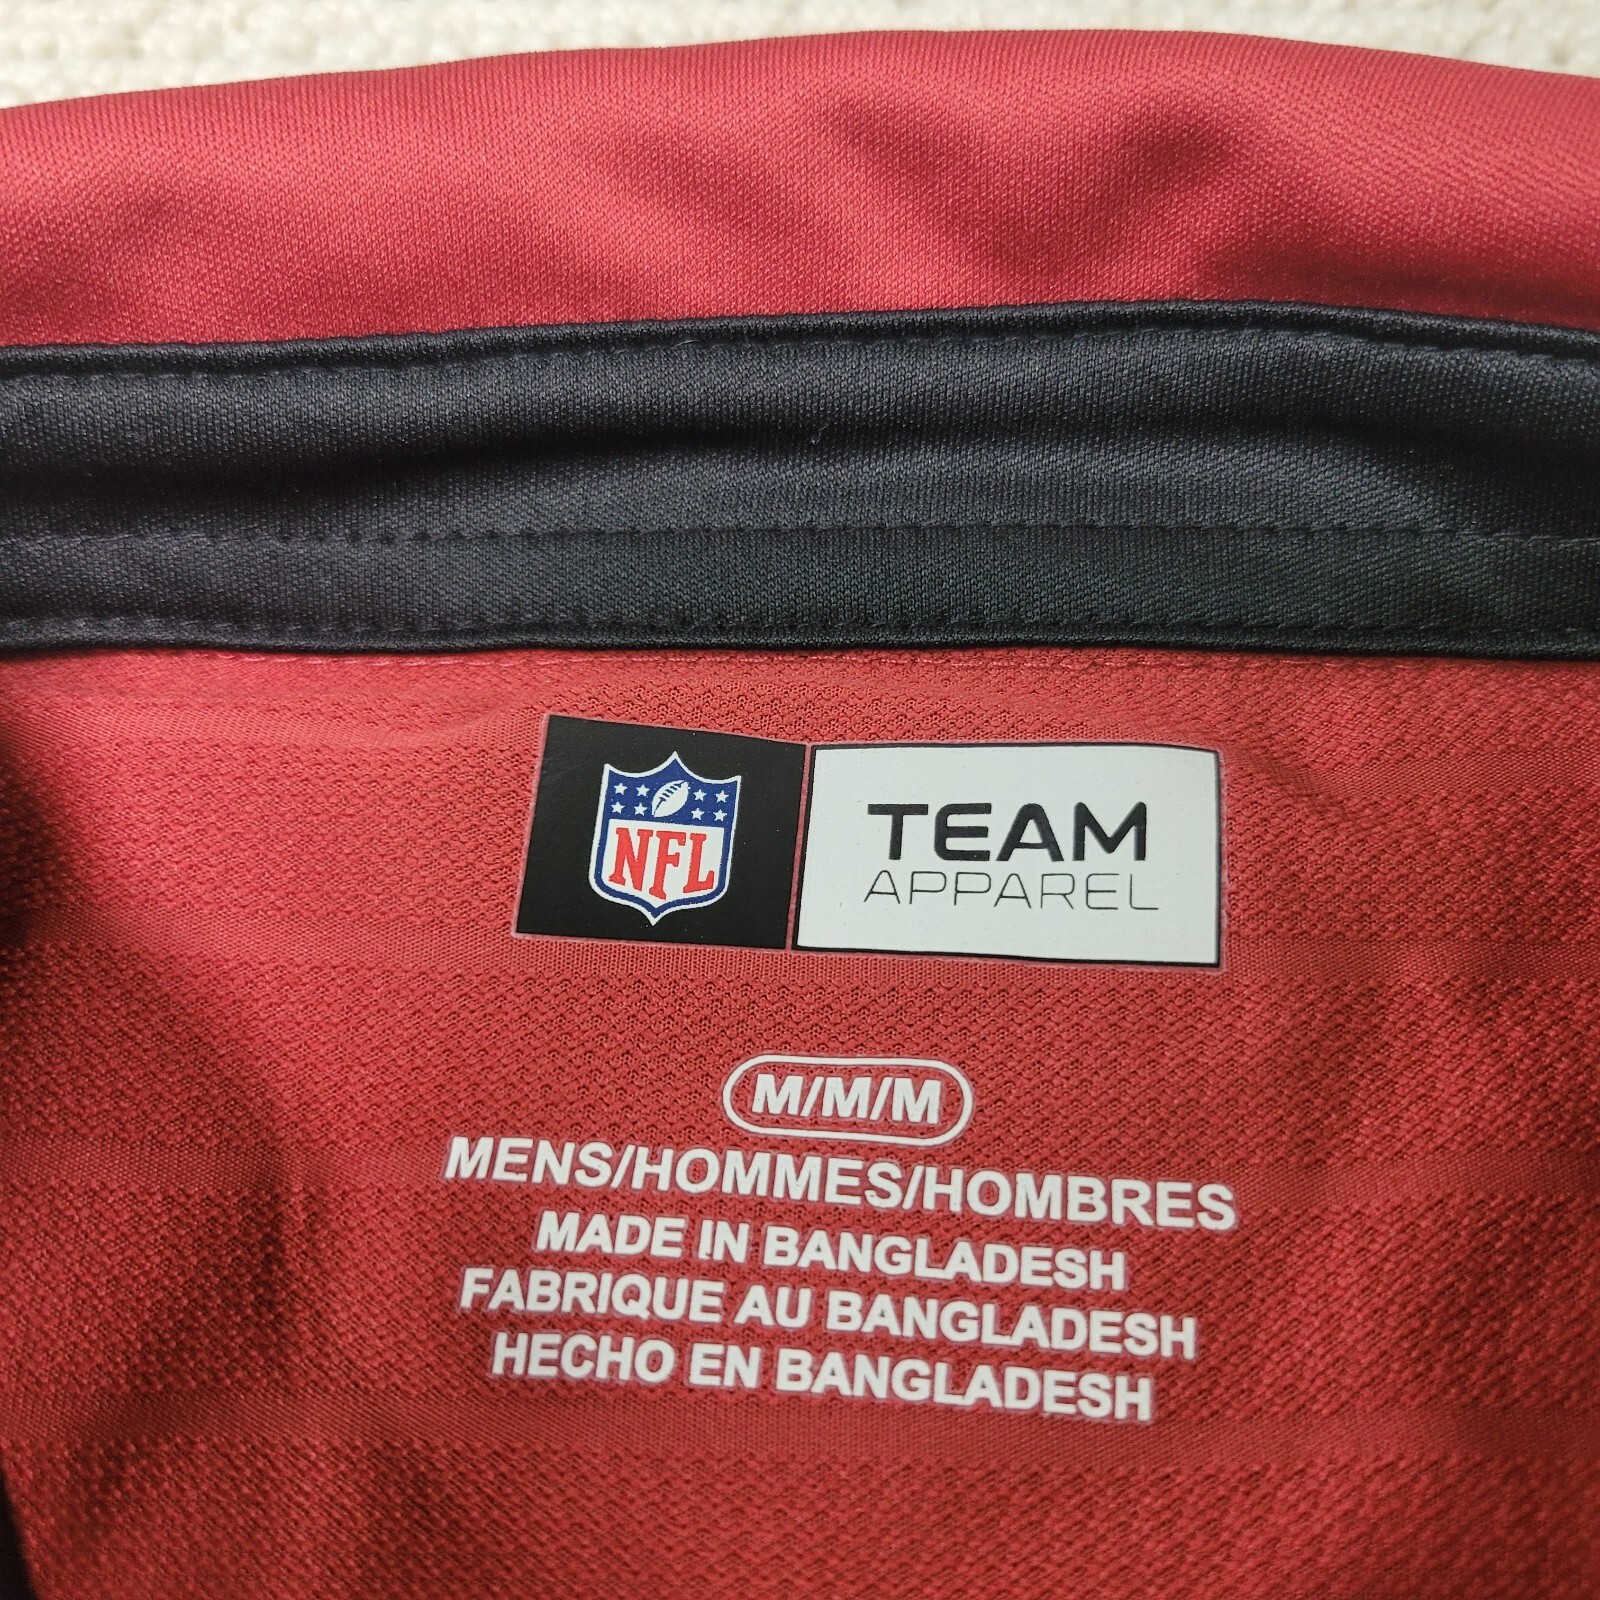 NFL
TEAM
APPAREL
M/M/M
MENS/HOMMES/HOMBRES
MADE IN BANGLADESH
FABRIQUE AU BANGLADESH
HECHO EN BANGLADESH